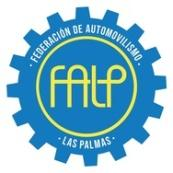 · FEDERACIÓN DE AUTOMOVILISMO ·
FALP
· LAS PALMAS ·